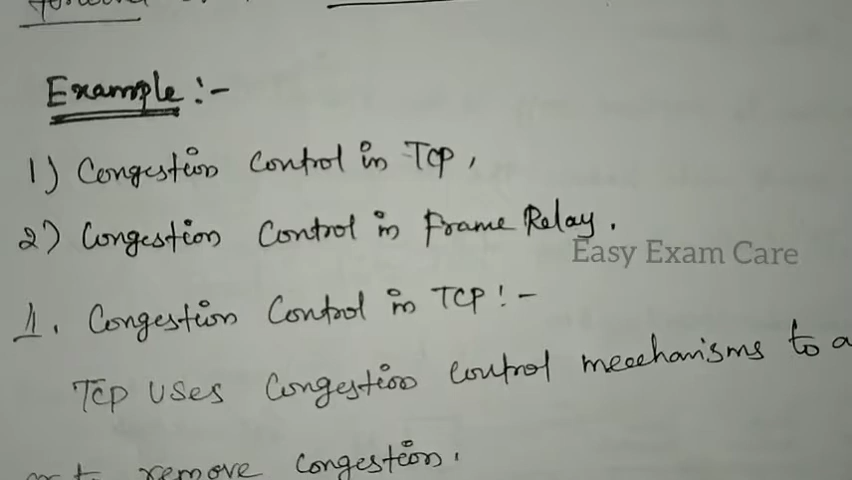 Example :-
1) Congestion Control in TCP,
2) Congestion Control in Frame Relay.
Easy Exam Care
1. Congestion Control in TCP :-
TCP uses Congestion control mechanisms to a
remove congestion.